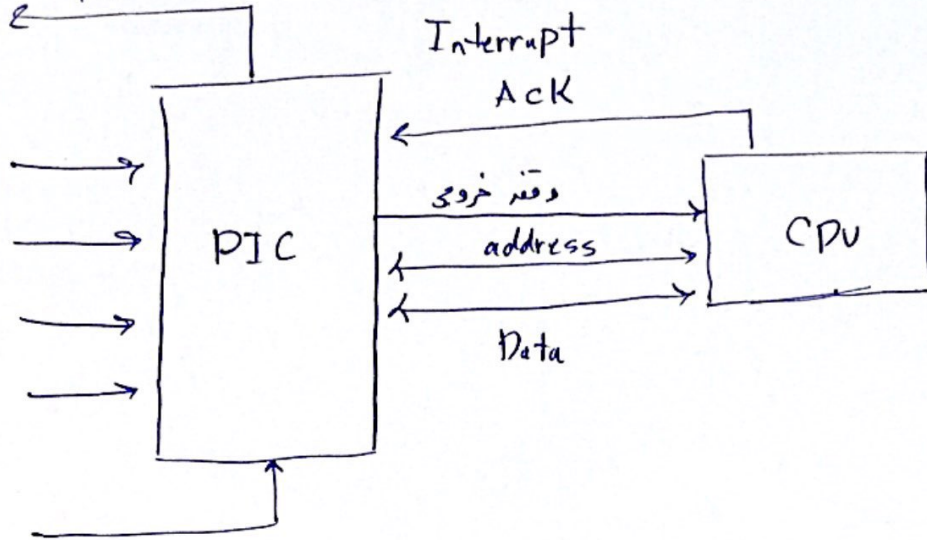 Interrupt
Ack
PIC
وقفه خروجی
address
CPU
Data